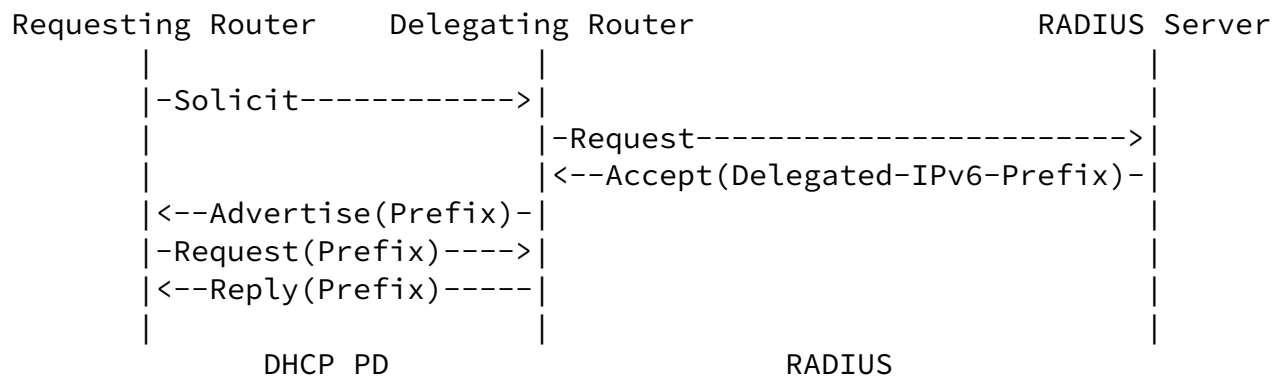 Requesting Router    Delegating Router                   RADIUS Server
       |                     |                                 |
       |-Solicit------------>|                                 |
       |                     |-Request------------------------>|
       |                     |<--Accept(Delegated-IPv6-Prefix)-|
       |<--Advertise(Prefix)-|                                 |
       |-Request(Prefix)---->|                                 |
       |<--Reply(Prefix)-----|                                 |
       |                     |                                 |
             DHCP PD                      RADIUS